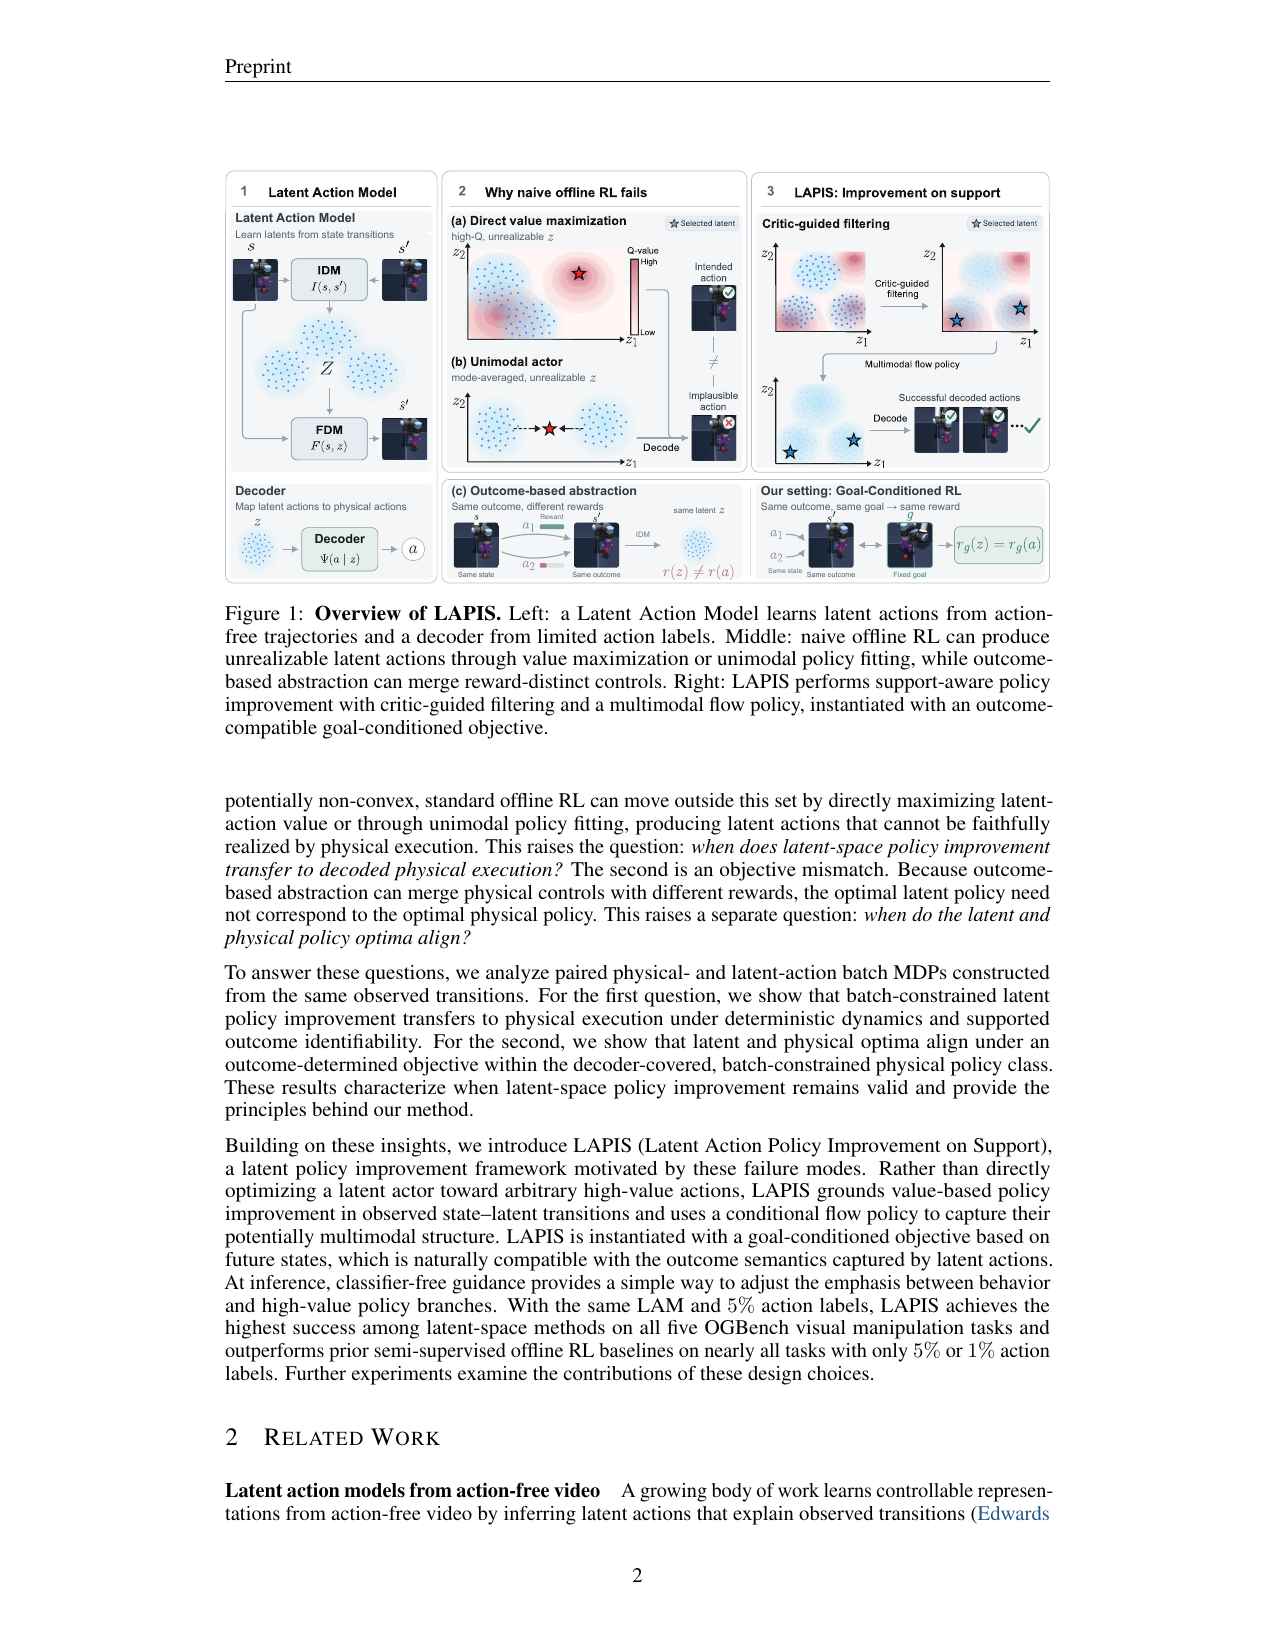 Preprint
1 Latent Action Model
Latent Action Model
Learn latents from state transitions
s
s′
IDM
I(s, s′)
Z
ŝ′
FDM
F(s, z)
Decoder
Map latent actions to physical actions
z
Decoder
Ψ(a | z)
a
2 Why naive offline RL fails
(a) Direct value maximization
Selected latent
high-Q, unrealizable z
z₂
Q-value
High
Low
z₁
Intended
action
≠
(b) Unimodal actor
mode-averaged, unrealizable z
z₂
Implausible
action
Decode
z₁
(c) Outcome-based abstraction
Same outcome, different rewards
s
Reward
s′
same latent z
a₁
a₂
IDM
Same state
Same outcome
r(z) ≠ r(a)
3 LAPIS: Improvement on support
Critic-guided filtering
Selected latent
z₂
z₂
Critic-guided
filtering
z₁
z₁
Multimodal flow policy
z₂
Successful decoded actions
Decode
z₁
Our setting: Goal-Conditioned RL
Same outcome, same goal → same reward
s′
g
a₁
a₂
r_g(z) = r_g(a)
Same state
Same outcome
Fixed goal
Figure 1: Overview of LAPIS. Left: a Latent Action Model learns latent actions from action-
free trajectories and a decoder from limited action labels. Middle: naive offline RL can produce
unrealizable latent actions through value maximization or unimodal policy fitting, while outcome-
based abstraction can merge reward-distinct controls. Right: LAPIS performs support-aware policy
improvement with critic-guided filtering and a multimodal flow policy, instantiated with an outcome-
compatible goal-conditioned objective.
potentially non-convex, standard offline RL can move outside this set by directly maximizing latent-
action value or through unimodal policy fitting, producing latent actions that cannot be faithfully
realized by physical execution. This raises the question: when does latent-space policy improvement
transfer to decoded physical execution? The second is an objective mismatch. Because outcome-
based abstraction can merge physical controls with different rewards, the optimal latent policy need
not correspond to the optimal physical policy. This raises a separate question: when do the latent and
physical policy optima align?
To answer these questions, we analyze paired physical- and latent-action batch MDPs constructed
from the same observed transitions. For the first question, we show that batch-constrained latent
policy improvement transfers to physical execution under deterministic dynamics and supported
outcome identifiability. For the second, we show that latent and physical optima align under an
outcome-determined objective within the decoder-covered, batch-constrained physical policy class.
These results characterize when latent-space policy improvement remains valid and provide the
principles behind our method.
Building on these insights, we introduce LAPIS (Latent Action Policy Improvement on Support),
a latent policy improvement framework motivated by these failure modes. Rather than directly
optimizing a latent actor toward arbitrary high-value actions, LAPIS grounds value-based policy
improvement in observed state–latent transitions and uses a conditional flow policy to capture their
potentially multimodal structure. LAPIS is instantiated with a goal-conditioned objective based on
future states, which is naturally compatible with the outcome semantics captured by latent actions.
At inference, classifier-free guidance provides a simple way to adjust the emphasis between behavior
and high-value policy branches. With the same LAM and 5% action labels, LAPIS achieves the
highest success among latent-space methods on all five OGBench visual manipulation tasks and
outperforms prior semi-supervised offline RL baselines on nearly all tasks with only 5% or 1% action
labels. Further experiments examine the contributions of these design choices.
2 RELATED WORK
Latent action models from action-free video A growing body of work learns controllable represen-
tations from action-free video by inferring latent actions that explain observed transitions (Edwards
2